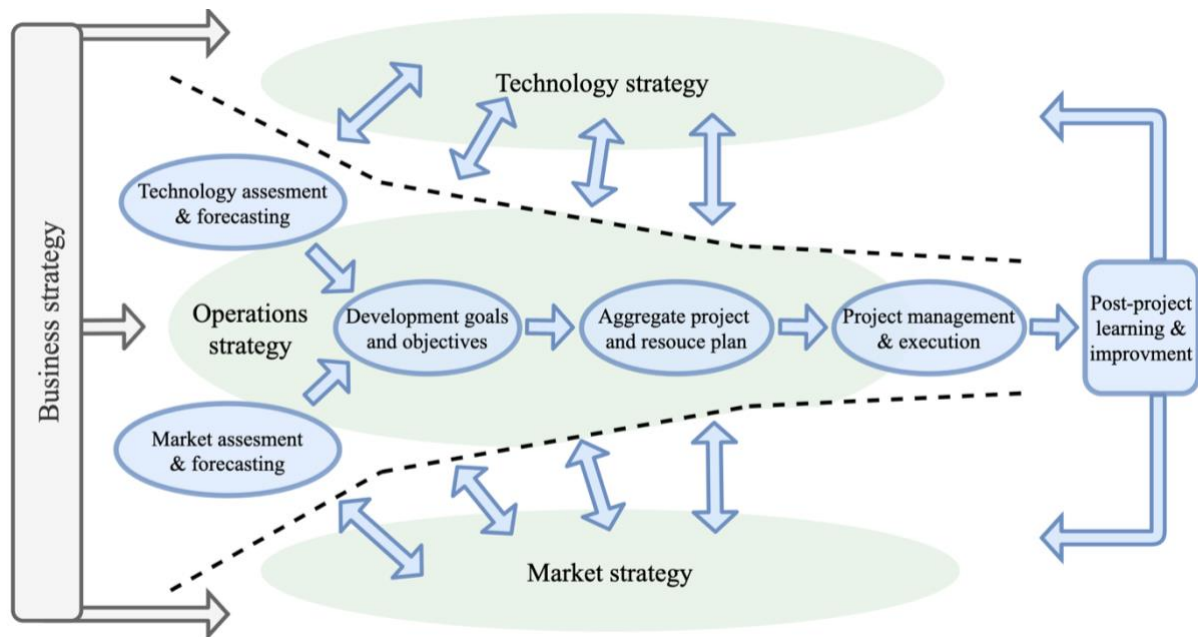 Business strategy
Technology strategy
Technology assesment
& forecasting
Operations
strategy
Development goals
and objectives
Aggregate project
and resouce plan
Project management
& execution
Post-project
learning &
improvment
Market assesment
& forecasting
Market strategy